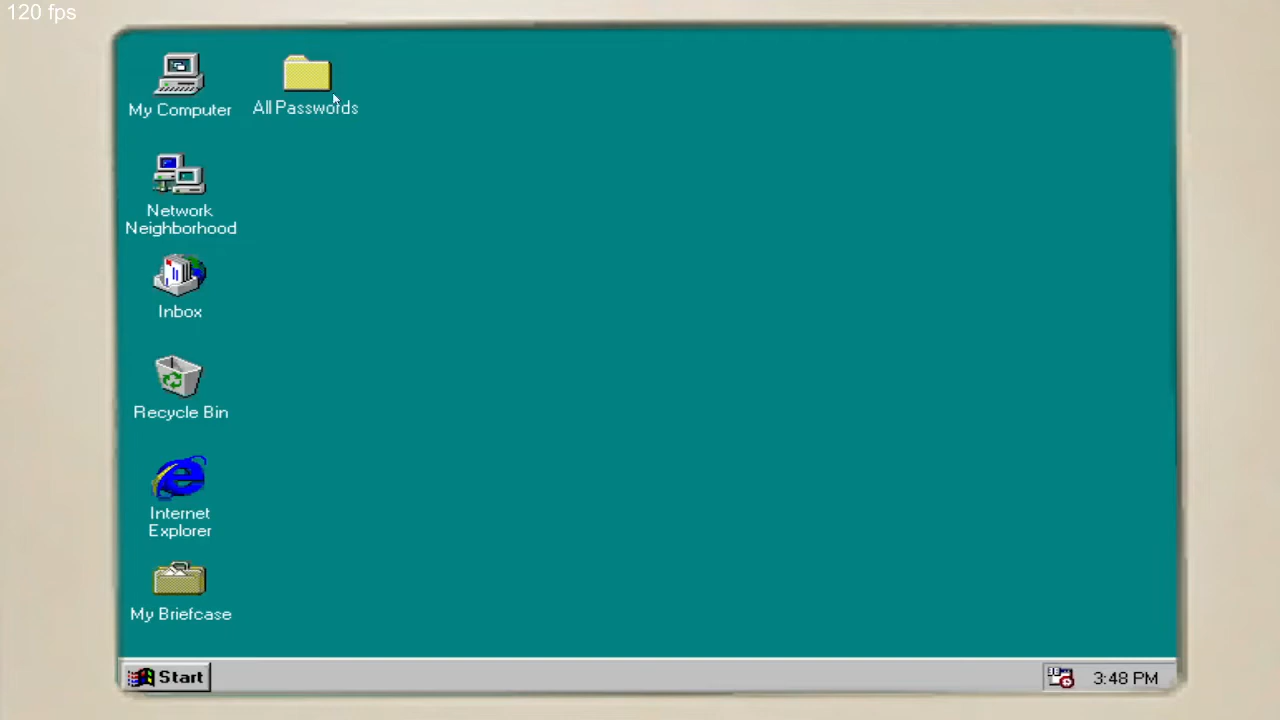 120 fps
My Computer
All Passwords
Network
Neighborhood
Inbox
Recycle Bin
Internet
Explorer
My Briefcase
Start
3:48 PM